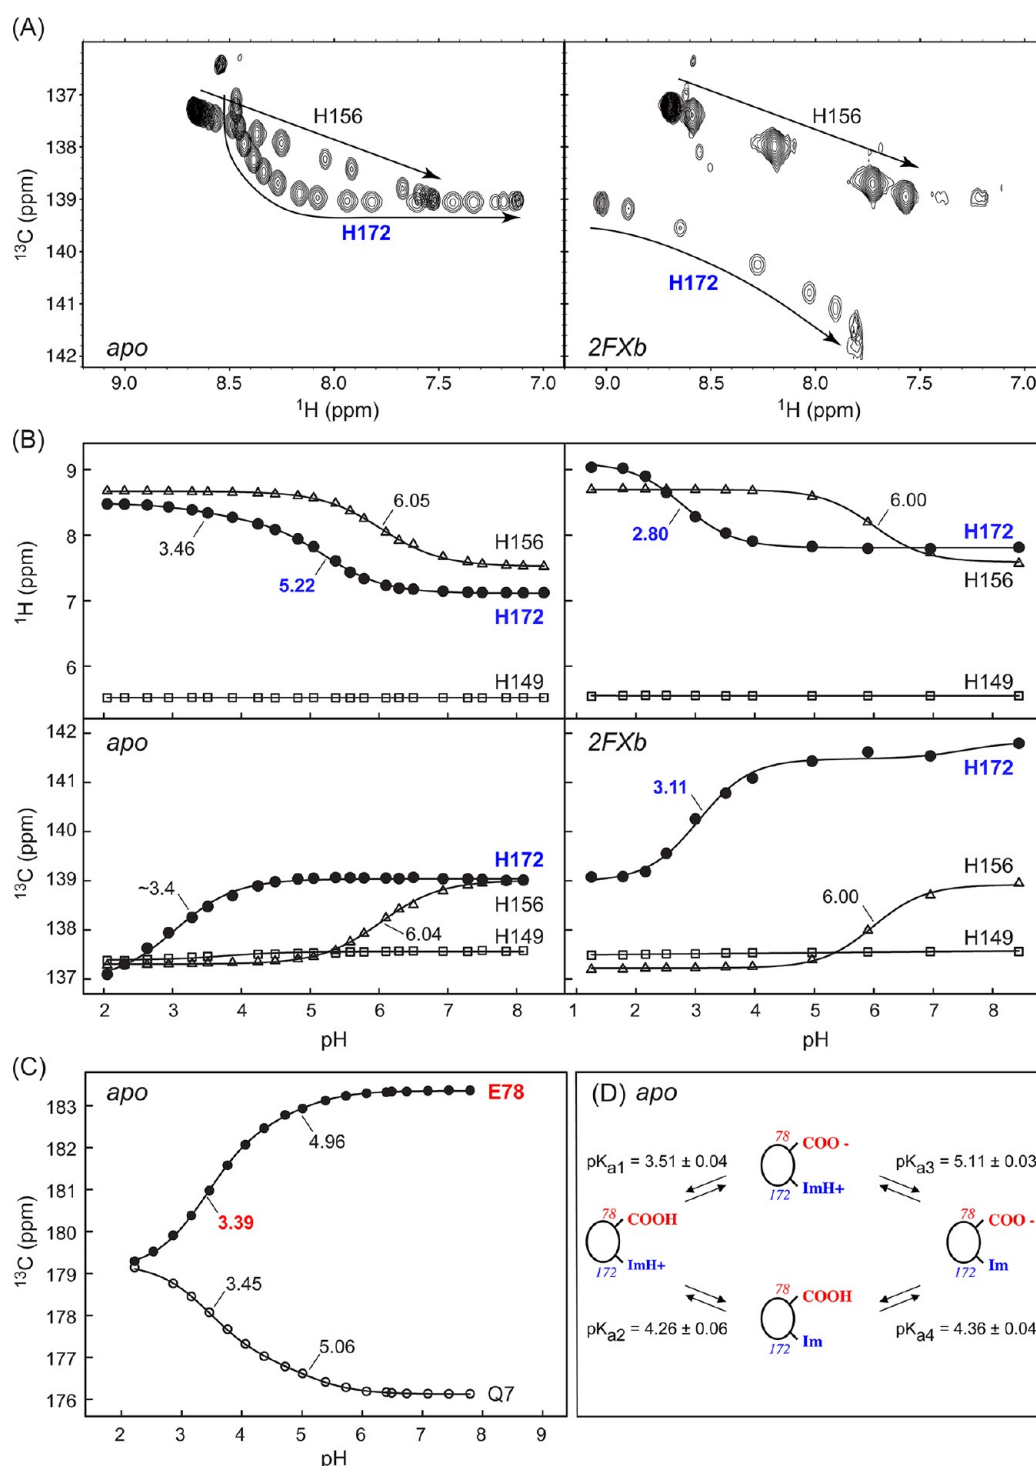 (A)
137
138
139
140
141
142
13C (ppm)
H156
H172
apo
9.0 8.5 8.0 7.5 7.0
1H (ppm)
H156
H172
2FXb
9.0 8.5 8.0 7.5 7.0
1H (ppm)
(B)
9
8
7
6
1H (ppm)
6.05
3.46
5.22
H156
H172
H149
6.00
2.80
H172
H156
H149
142
141
140
139
138
137
13C (ppm)
apo
~3.4
H172
H156
6.04
H149
2 3 4 5 6 7 8
pH
2FXb
3.11
H172
H156
6.00
H149
1 2 3 4 5 6 7 8
pH
(C)
183
182
181
180
179
178
177
176
13C (ppm)
apo
E78
4.96
3.39
3.45
5.06
Q7
2 3 4 5 6 7 8 9
pH
(D) apo
78 COO -
172 ImH+
pKa1 = 3.51 ± 0.04
pKa3 = 5.11 ± 0.03
78 COOH
172 ImH+
78 COO -
172 Im
78 COOH
172 Im
pKa2 = 4.26 ± 0.06
pKa4 = 4.36 ± 0.04